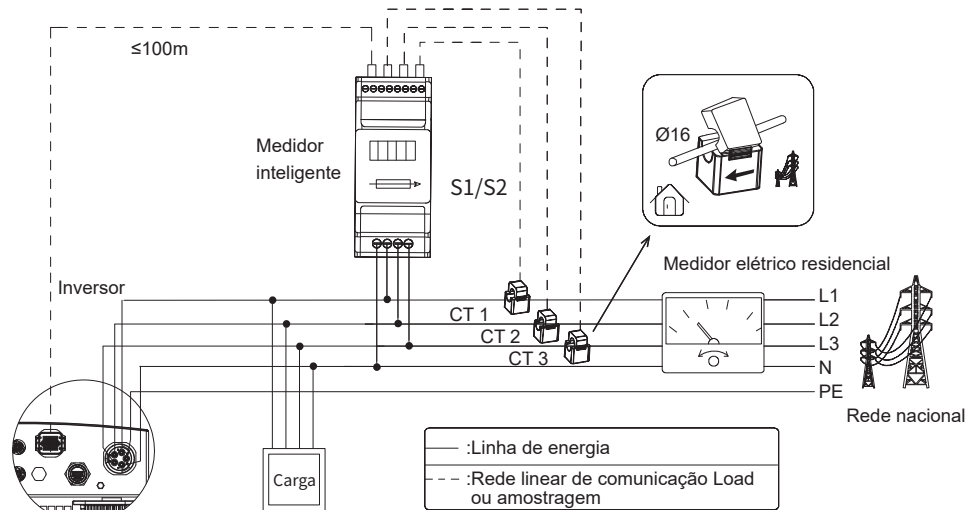 ≤100m
Medidor
inteligente
S1/S2
Ø16
Medidor elétrico residencial
Inversor
CT 1
CT 2
CT 3
L1
L2
L3
N
PE
Rede nacional
Carga
:Linha de energia
:Rede linear de comunicação Load
ou amostragem